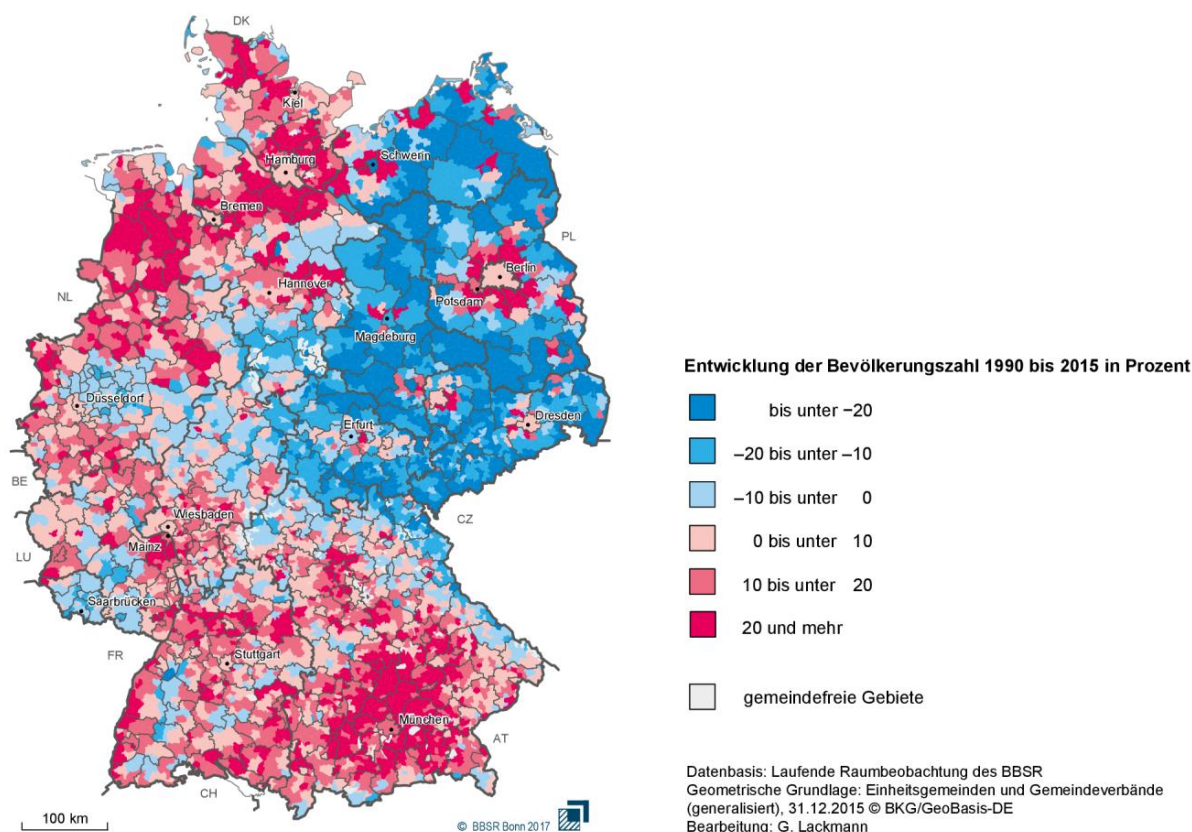 DK
Kiel
Hamburg
Schwerin
Bremen
PL
Berlin
Hannover
Potsdam
NL
Magdeburg
Düsseldorf
Dresden
Erfurt
BE
Wiesbaden
CZ
Mainz
LU
Saarbrücken
FR
Stuttgart
München
AT
CH
100 km
© BBSR Bonn 2017
Entwicklung der Bevölkerungszahl 1990 bis 2015 in Prozent
bis unter −20
−20 bis unter −10
−10 bis unter 0
0 bis unter 10
10 bis unter 20
20 und mehr
gemeindefreie Gebiete
Datenbasis: Laufende Raumbeobachtung des BBSR
Geometrische Grundlage: Einheitsgemeinden und Gemeindeverbände
(generalisiert), 31.12.2015 © BKG/GeoBasis-DE
Bearbeitung: G. Lackmann